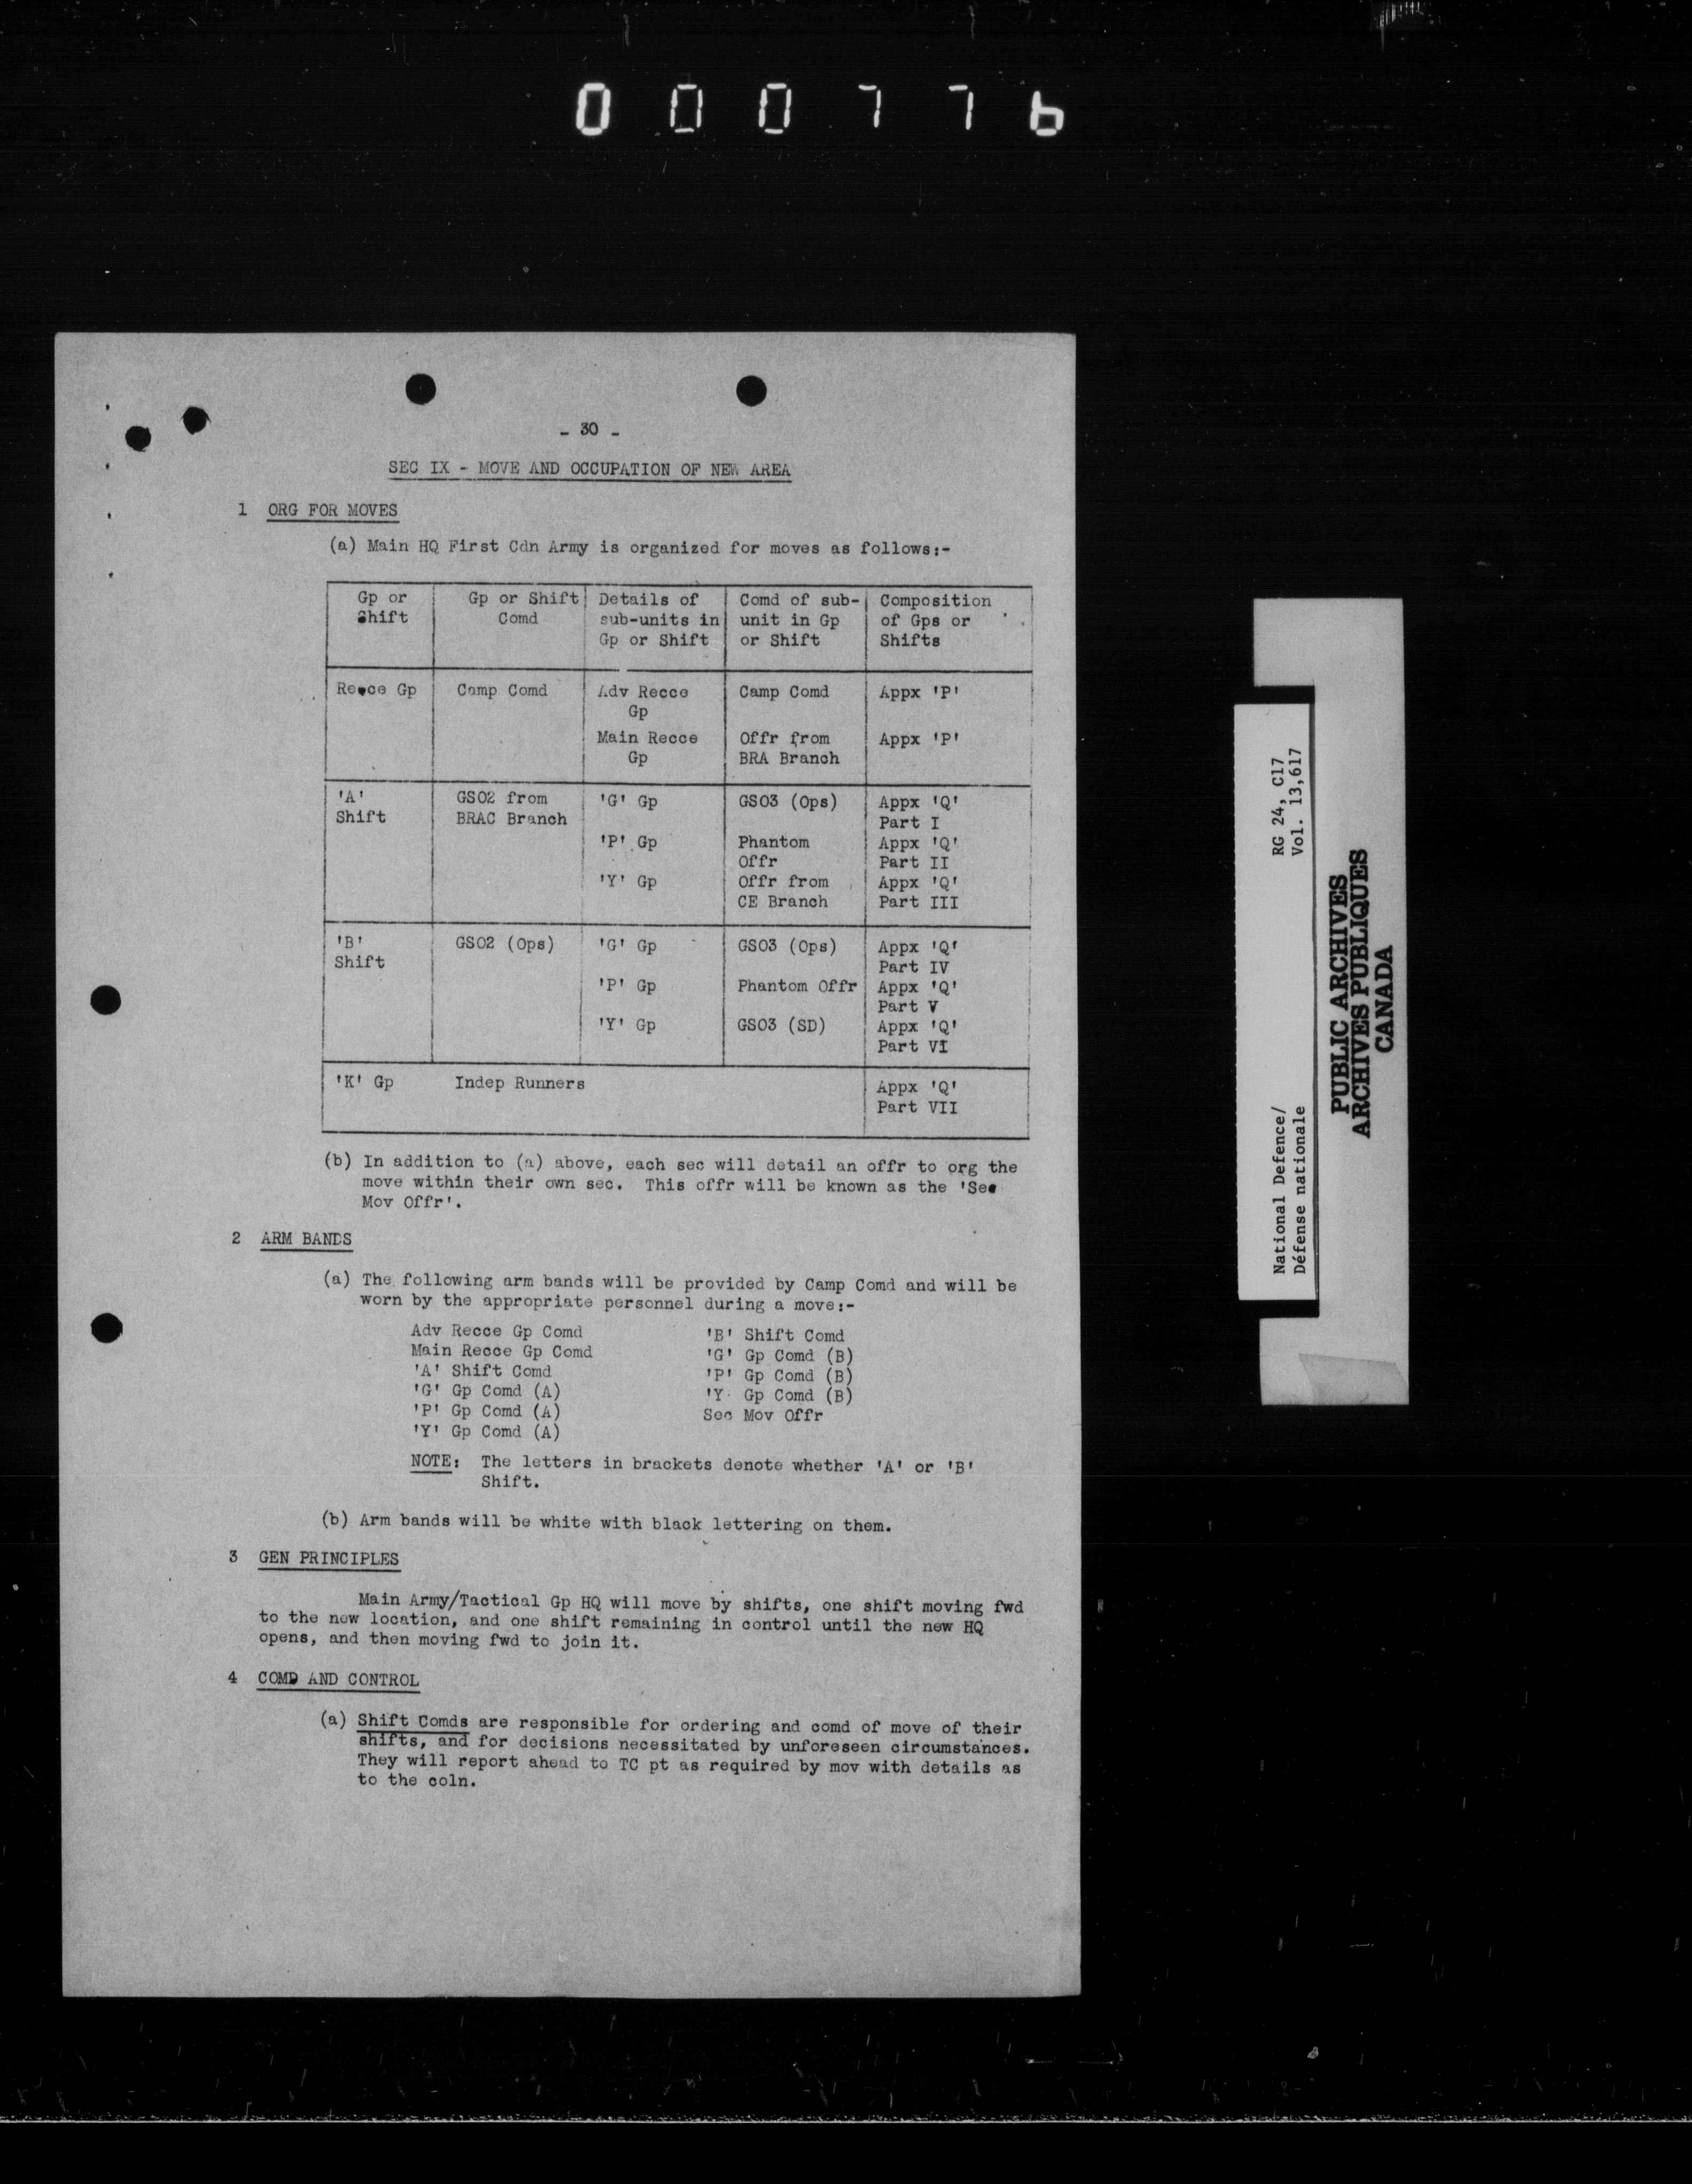 000776
- 30 -
SEC IX - MOVE AND OCCUPATION OF NEW AREA
1 ORG FOR MOVES
(a) Main HQ First Cdn Army is organized for moves as follows:-
Gp or Shift | Gp or Shift Comd | Details of sub-units in Gp or Shift | Comd of sub-unit in Gp or Shift | Composition of Gps or Shifts
Recce Gp | Camp Comd | Adv Recce Gp | Camp Comd | Appx 'P'
Main Recce Gp | Offr from BRA Branch | Appx 'P'
'A' Shift | GSO2 from BRAC Branch | 'G' Gp | GSO3 (Ops) | Appx 'Q' Part I
'P' Gp | Phantom Offr | Appx 'Q' Part II
'Y' Gp | Offr from CE Branch | Appx 'Q' Part III
'B' Shift | GSO2 (Ops) | 'G' Gp | GSO3 (Ops) | Appx 'Q' Part IV
'P' Gp | Phantom Offr | Appx 'Q' Part V
'Y' Gp | GSO3 (SD) | Appx 'Q' Part VI
'K' Gp | Indep Runners | Appx 'Q' Part VII
(b) In addition to (a) above, each sec will detail an offr to org the
move within their own sec. This offr will be known as the 'Sec
Mov Offr'.
2 ARM BANDS
(a) The following arm bands will be provided by Camp Comd and will be
worn by the appropriate personnel during a move:-
Adv Recce Gp Comd
Main Recce Gp Comd
'A' Shift Comd
'G' Gp Comd (A)
'P' Gp Comd (A)
'Y' Gp Comd (A)
'B' Shift Comd
'G' Gp Comd (B)
'P' Gp Comd (B)
'Y' Gp Comd (B)
Sec Mov Offr
NOTE: The letters in brackets denote whether 'A' or 'B'
Shift.
(b) Arm bands will be white with black lettering on them.
3 GEN PRINCIPLES
Main Army/Tactical Gp HQ will move by shifts, one shift moving fwd
to the new location, and one shift remaining in control until the new HQ
opens, and then moving fwd to join it.
4 COMD AND CONTROL
(a) Shift Comds are responsible for ordering and comd of move of their
shifts, and for decisions necessitated by unforeseen circumstances.
They will report ahead to TC pt as required by mov with details as
to the coln.
National Defence/
Défense nationale
RG 24, C17
Vol. 13,617
PUBLIC ARCHIVES
ARCHIVES PUBLIQUES
CANADA